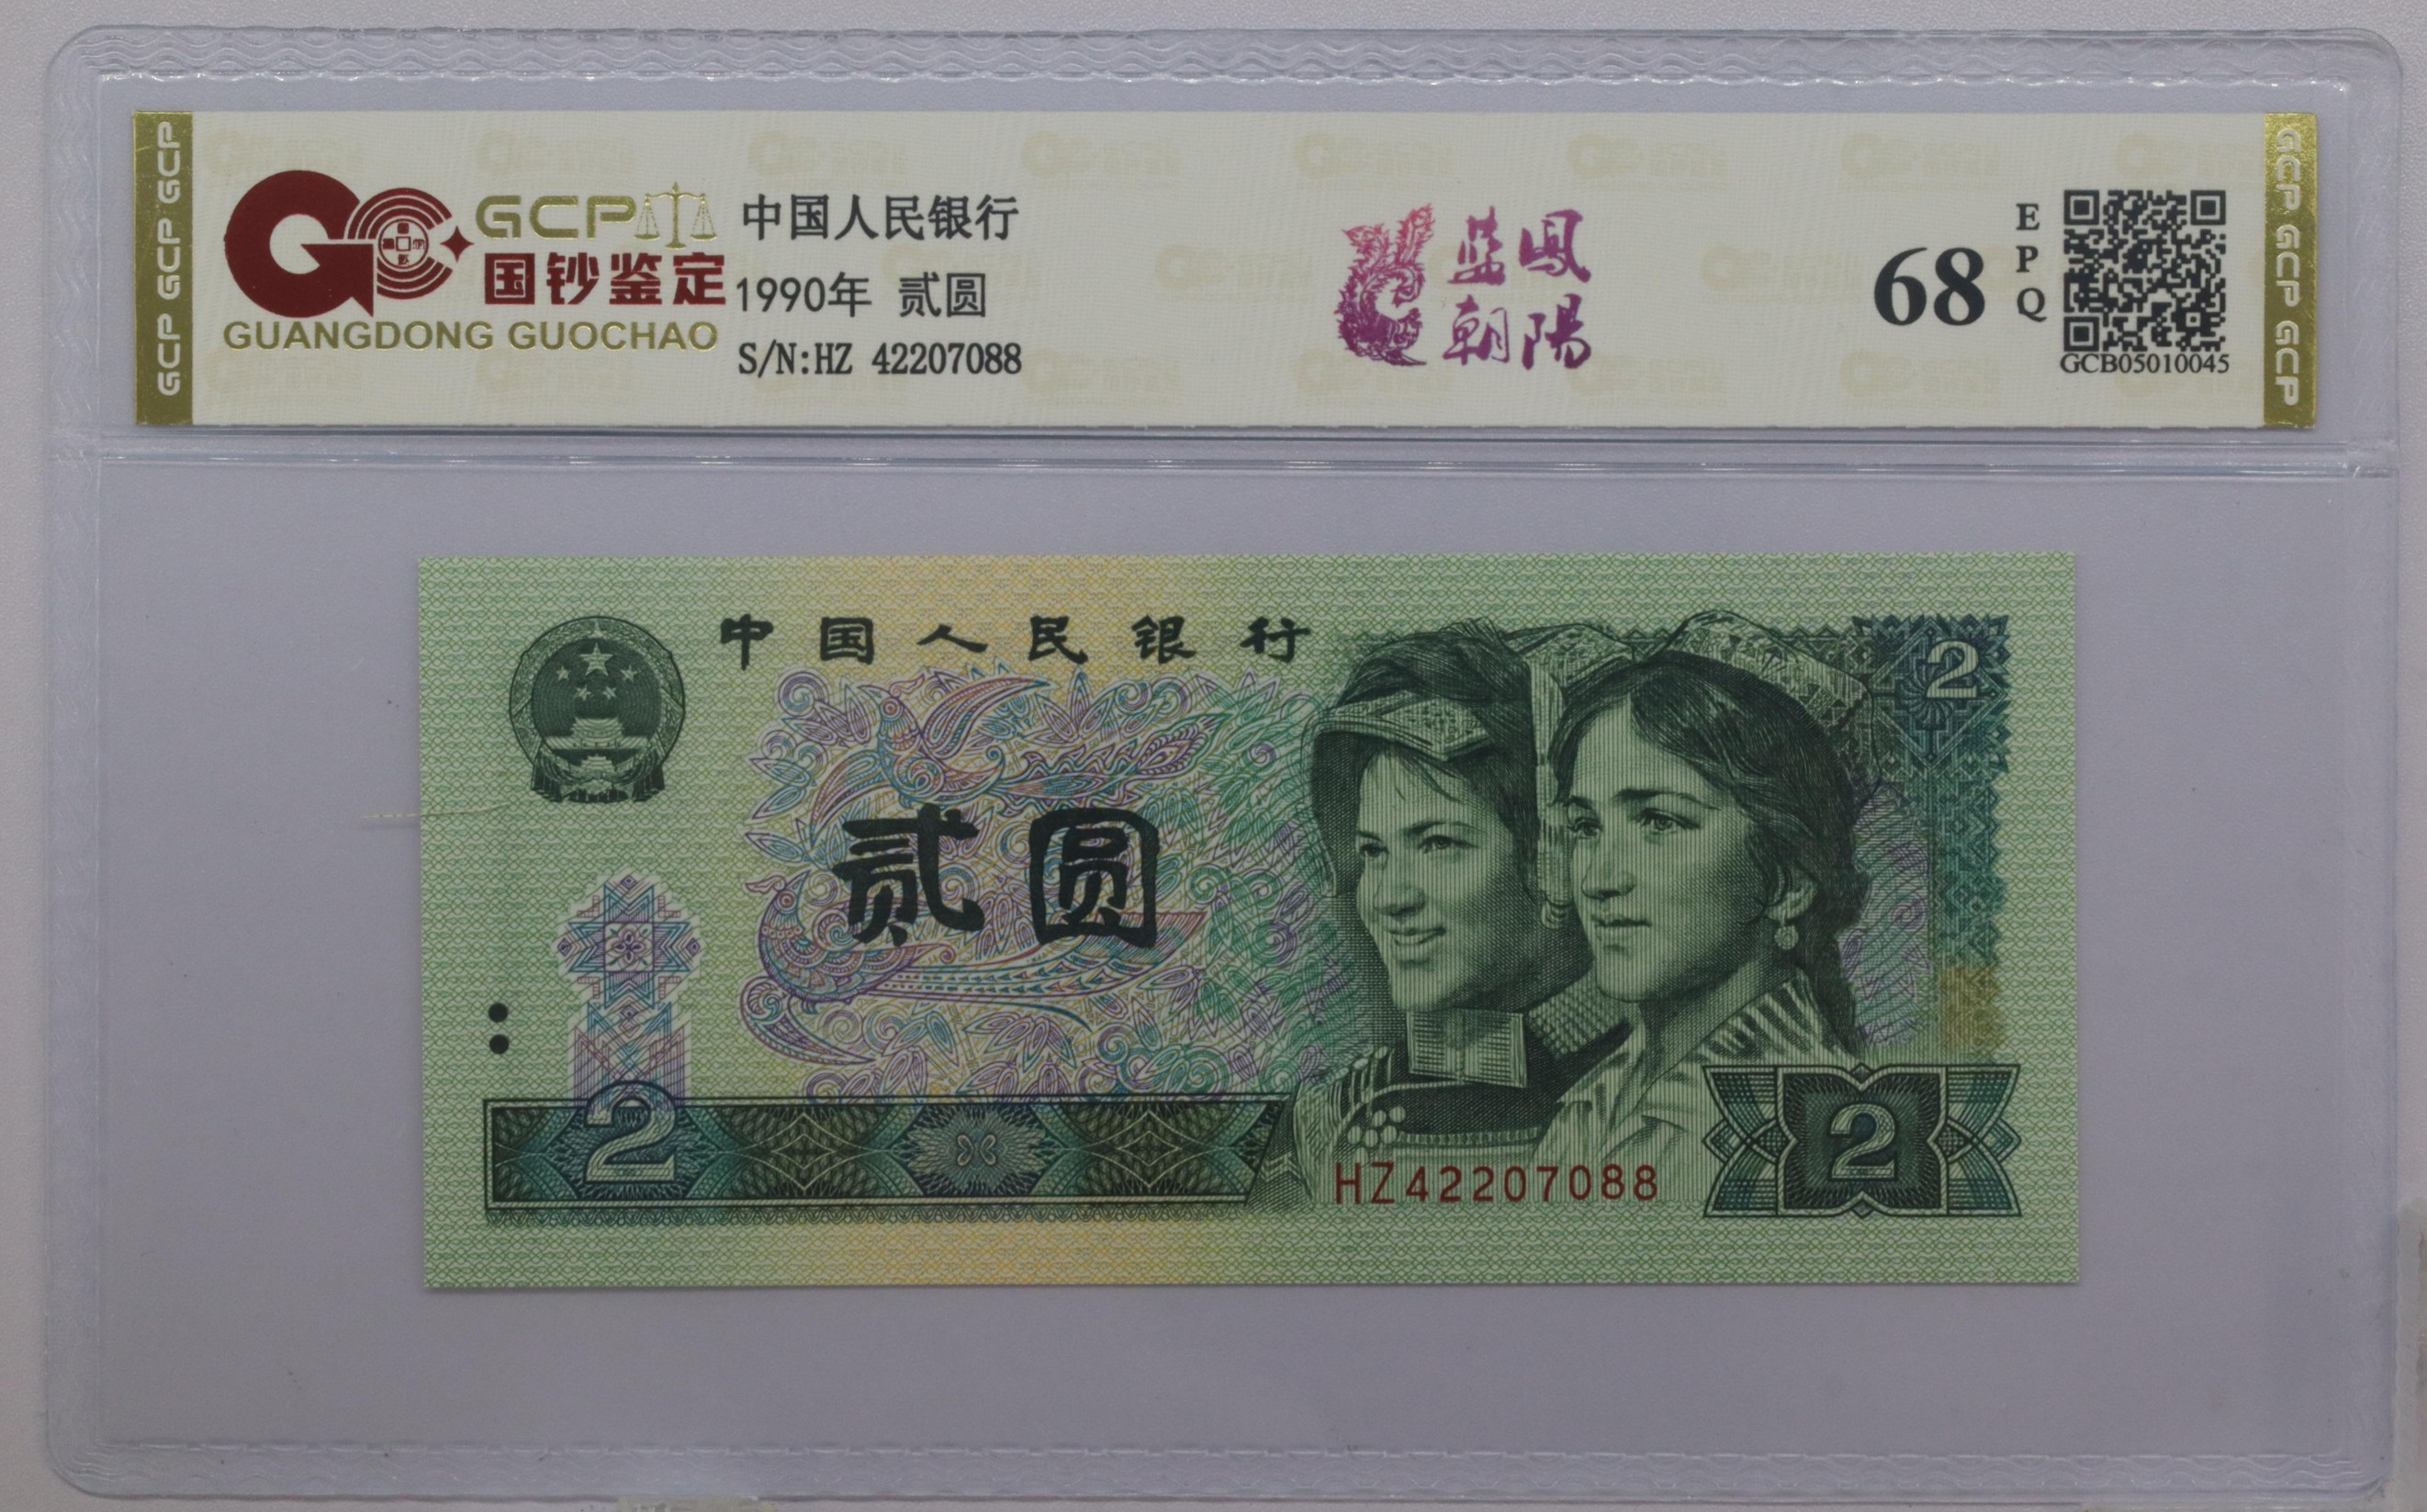 GCP GCP GCP
GCP
国钞鉴定
GUANGDONG GUOCHAO
中国人民银行
1990年 贰圆
S/N:HZ 42207088
蓝鳳
朝陽
68
EPQ
GCB05010045
GCP GCP GCP
中国人民银行
2
贰圆
2
HZ42207088
2